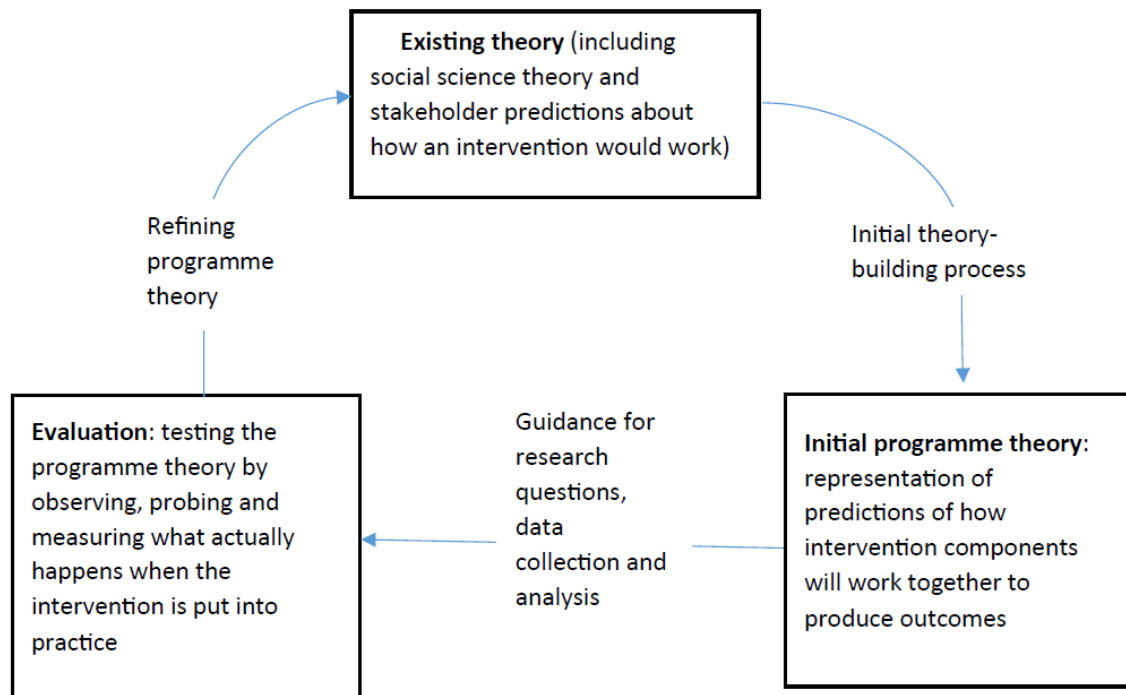 Existing theory (including
social science theory and
stakeholder predictions about
how an intervention would work)
Refining
programme
theory
Initial theory-
building process
Evaluation: testing the
programme theory by
observing, probing and
measuring what actually
happens when the
intervention is put into
practice
Guidance for
research
questions,
data
collection and
analysis
Initial programme theory:
representation of
predictions of how
intervention components
will work together to
produce outcomes